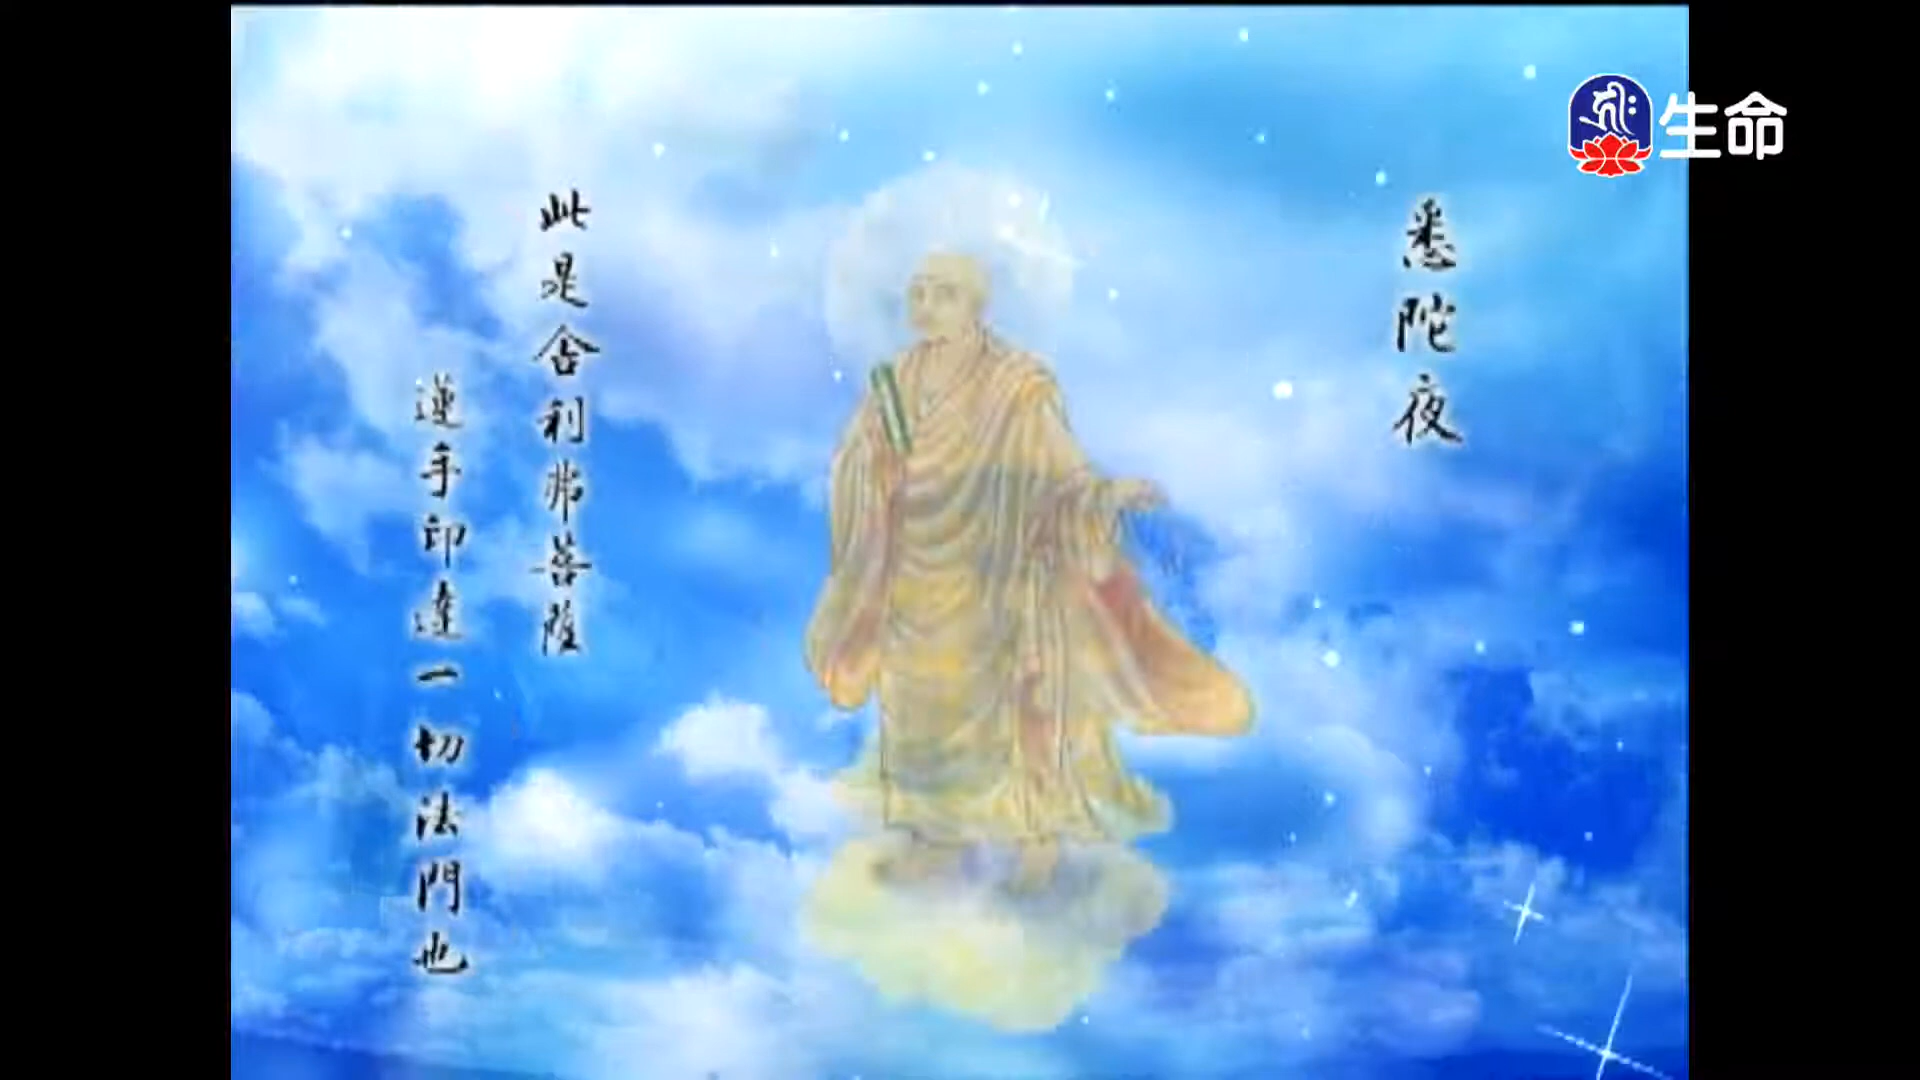 生命
悉陀夜
此是舍利弗菩薩
蓮手印達一切法門也